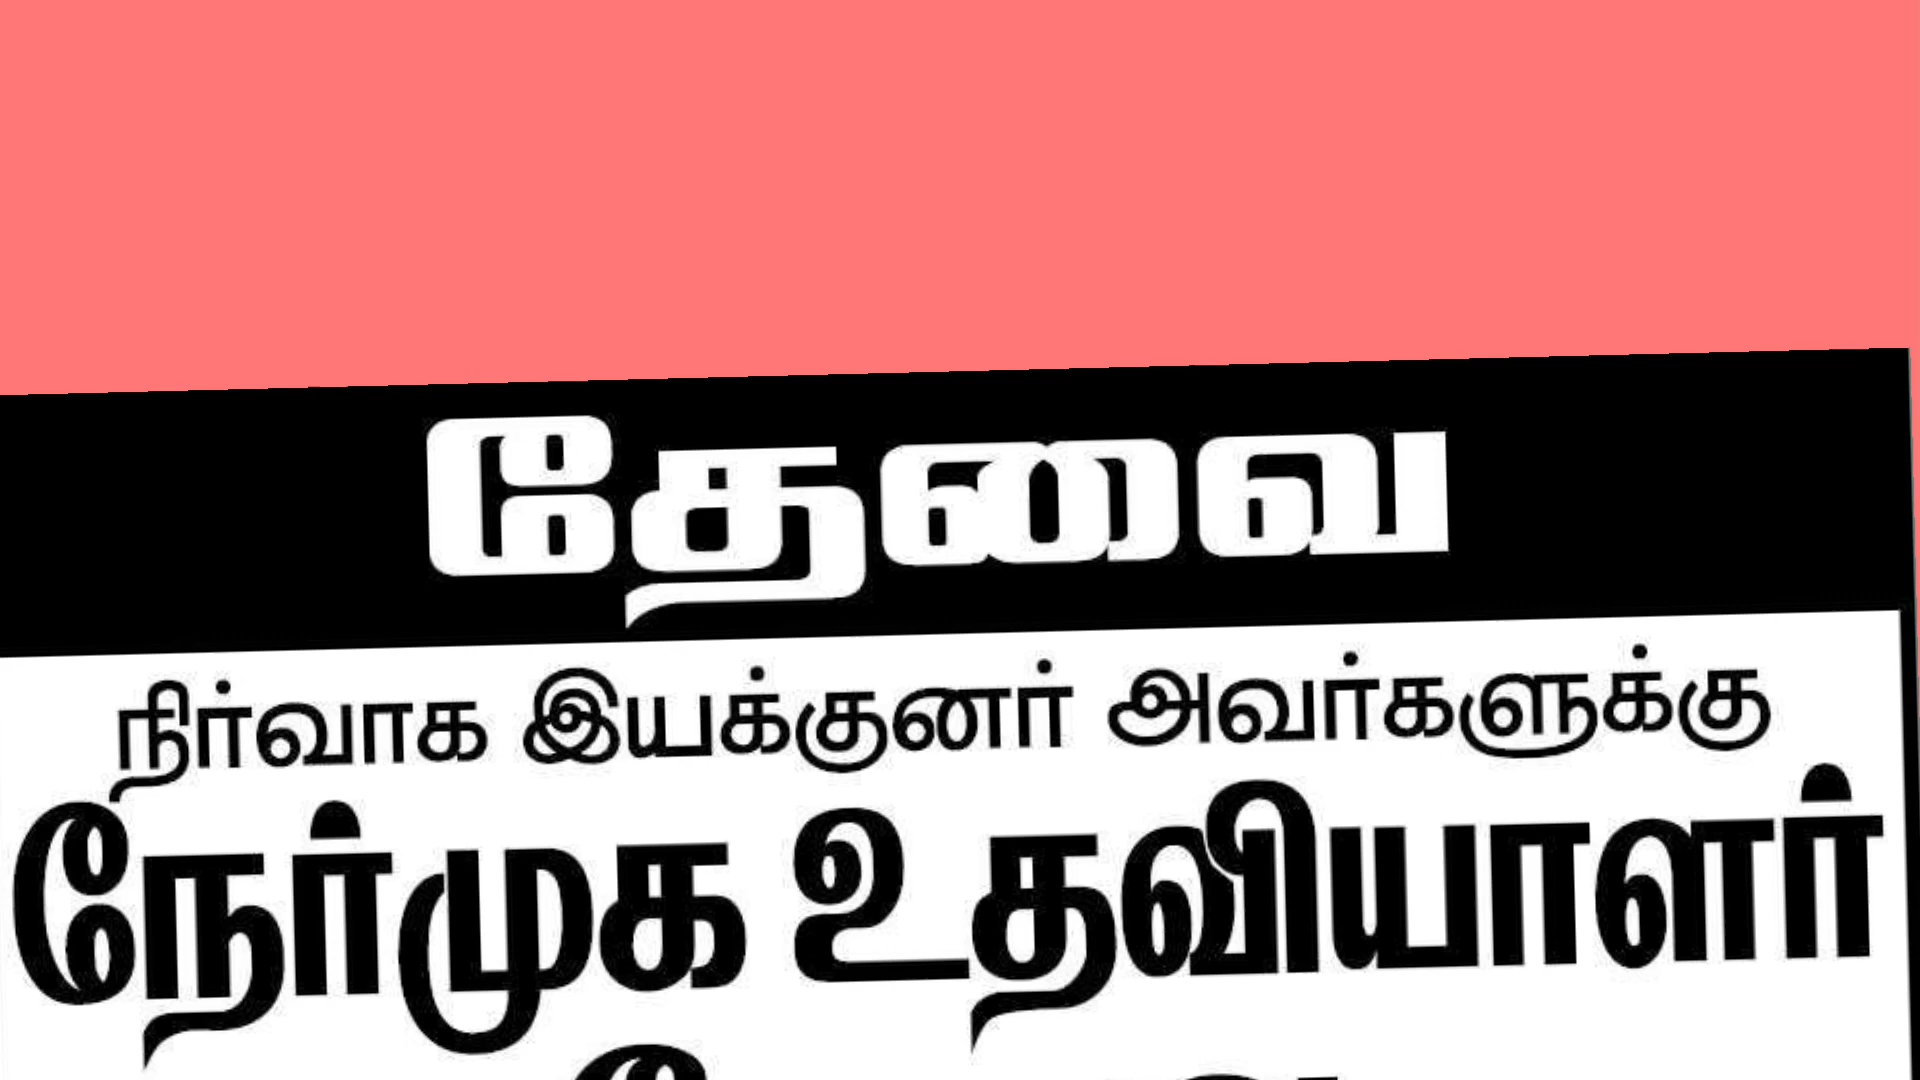 தேவை
நிர்வாக இயக்குனர் அவர்களுக்கு
நேர்முக உதவியாளர்